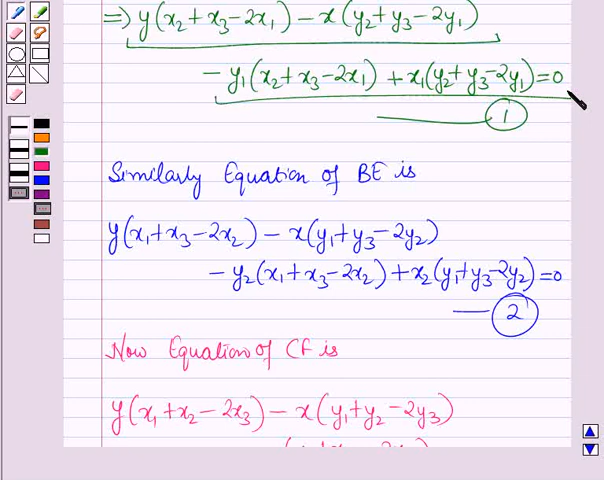 ⇒ y(x₂+x₃-2x₁) - x(y₂+y₃-2y₁)
- y₁(x₂+x₃-2x₁) + x₁(y₂+y₃-2y₁)=0
1
Similarly Equation of BE is
y(x₁+x₃-2x₂) - x(y₁+y₃-2y₂)
- y₂(x₁+x₃-2x₂)+x₂(y₁+y₃-2y₂)=0
2
Now Equation of CF is
y(x₁+x₂-2x₃) - x(y₁+y₂-2y₃)